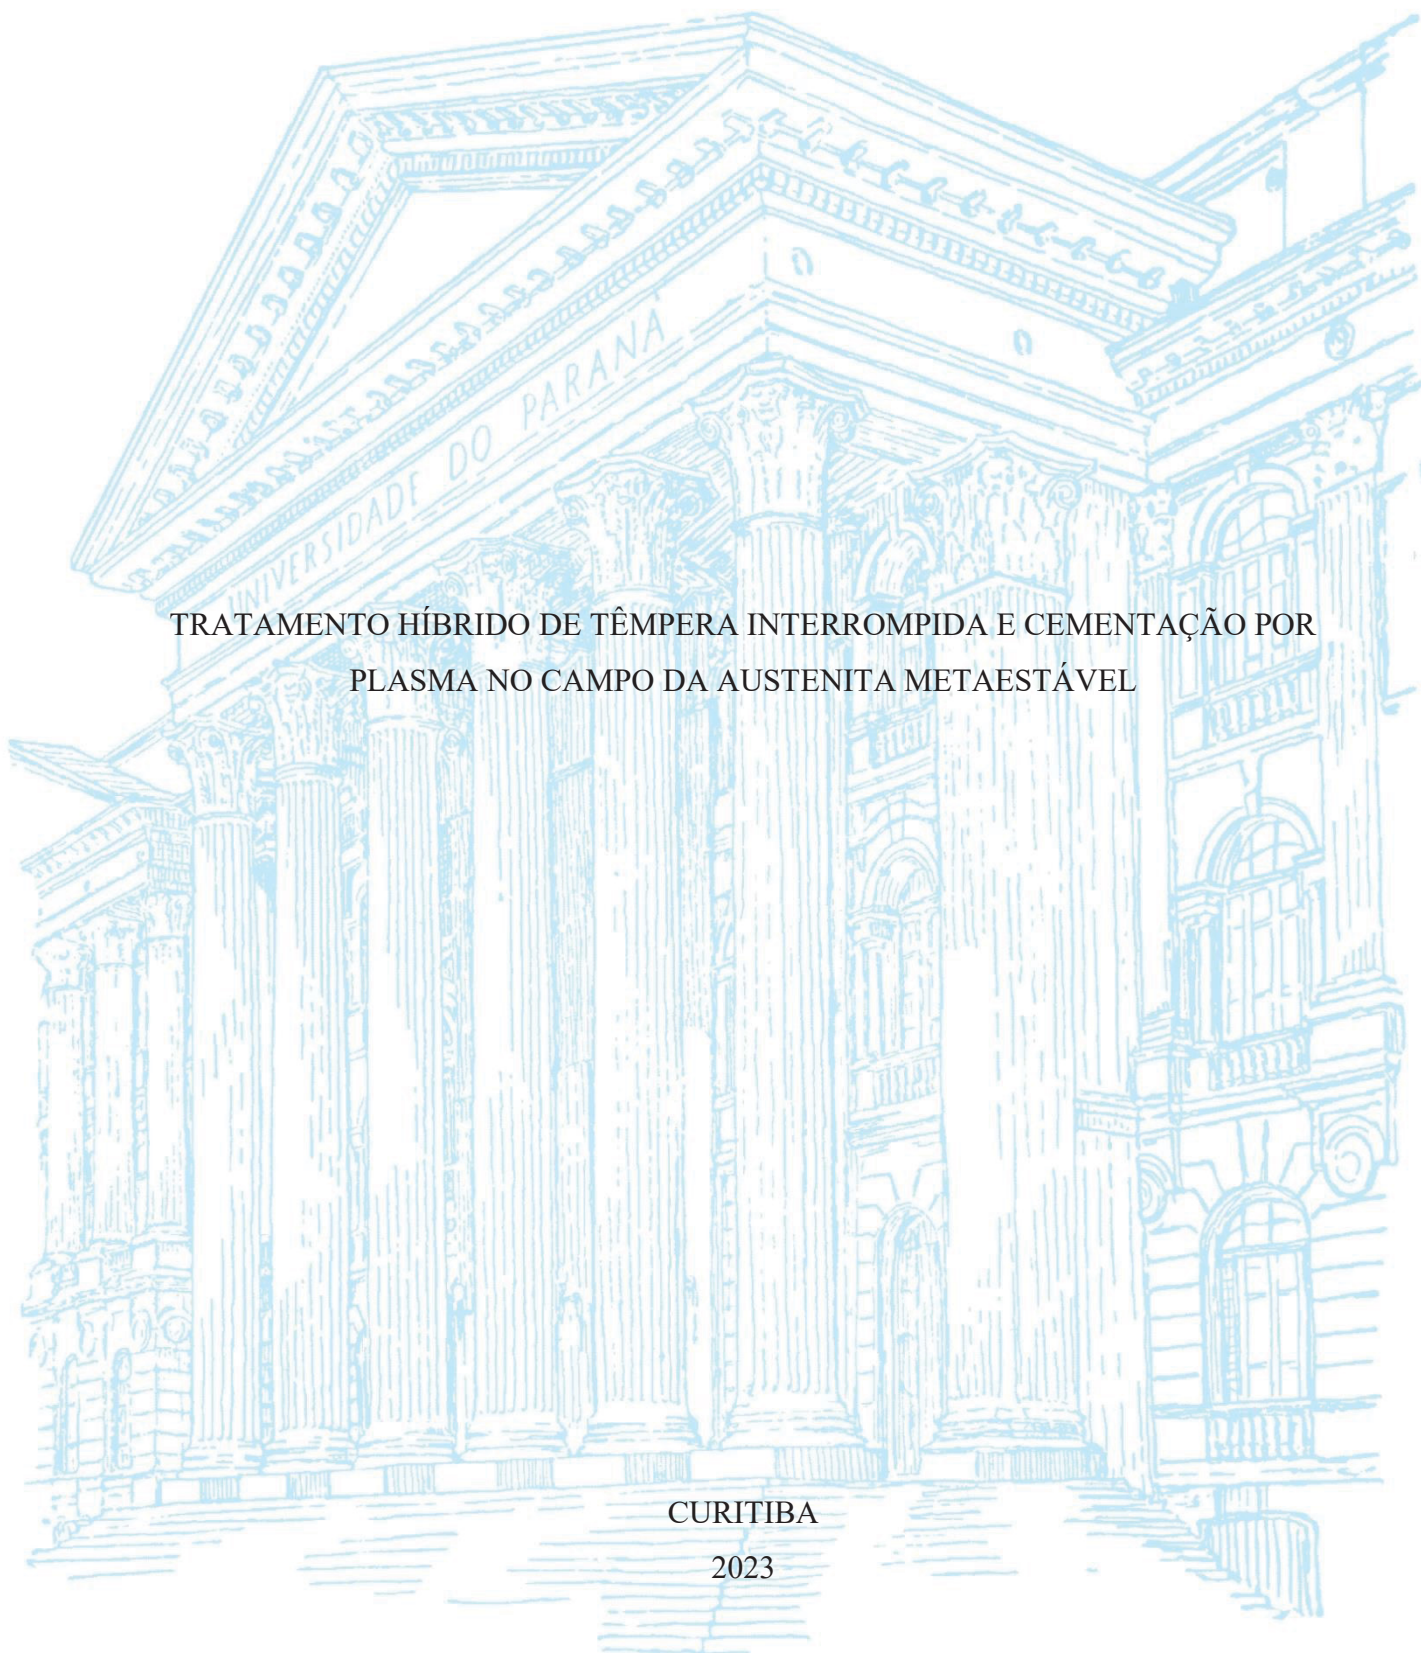 UNIVERSIDADE DO PARANÁ
TRATAMENTO HÍBRIDO DE TÊMPERA INTERROMPIDA E CEMENTAÇÃO POR
PLASMA NO CAMPO DA AUSTENITA METAESTÁVEL
CURITIBA
2023